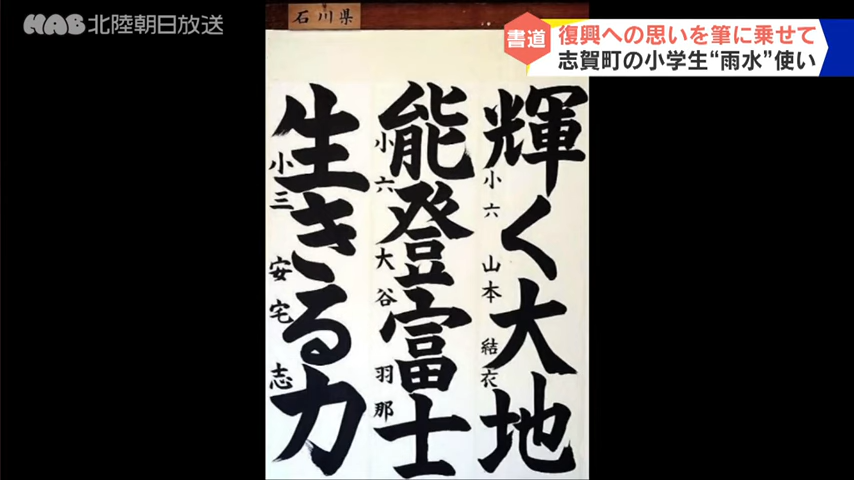 HAB北陸朝日放送
書道
復興への思いを筆に乗せて
志賀町の小学生“雨水”使い
石川県
輝く大地
小六 山本 結衣
能登富士
小六 大谷 羽那
生きる力
小三 安宅 志